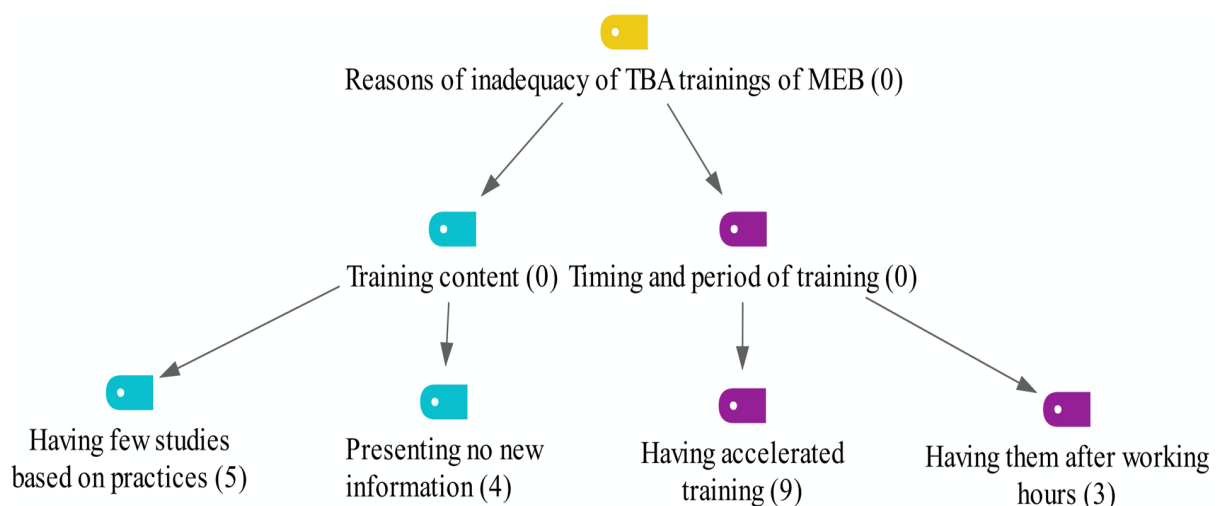 Reasons of inadequacy of TBA trainings of MEB (0)
Training content (0)
Timing and period of training (0)
Having few studies
based on practices (5)
Presenting no new
information (4)
Having accelerated
training (9)
Having them after working
hours (3)